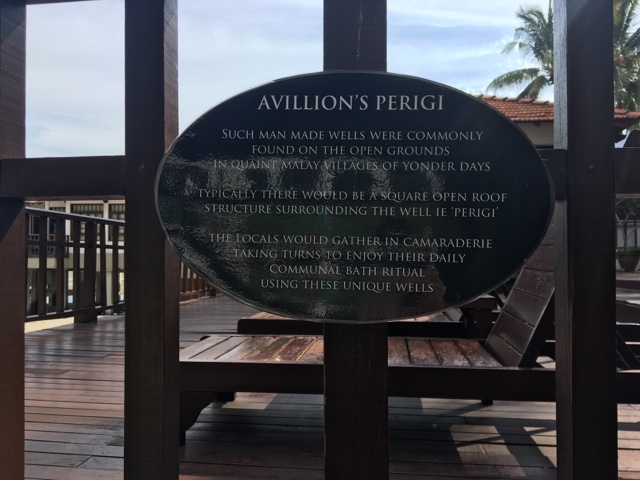 AVILLION'S PERIGI
SUCH MAN MADE WELLS WERE COMMONLY
FOUND ON THE OPEN GROUNDS
IN QUAINT MALAY VILLAGES OF YONDER DAYS
TYPICALLY THERE WOULD BE A SQUARE OPEN ROOF
STRUCTURE SURROUNDING THE WELL IE 'PERIGI'
THE LOCALS WOULD GATHER IN CAMARADERIE
TAKING TURNS TO ENJOY THEIR DAILY
COMMUNAL BATH RITUAL
USING THESE UNIQUE WELLS